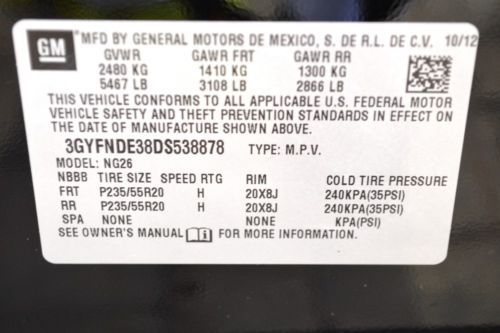 GM MFG BY GENERAL MOTORS DE MEXICO, S. DE R.L. DE C.V. 10/12
GVWR GAWR FRT GAWR RR
2480 KG 1410 KG 1300 KG
5467 LB 3108 LB 2866 LB
THIS VEHICLE CONFORMS TO ALL APPLICABLE U.S. FEDERAL MOTOR
VEHICLE SAFETY AND THEFT PREVENTION STANDARDS IN EFFECT ON THE
DATE OF MANUFACTURE SHOWN ABOVE.
3GYFNDE38DS538878 TYPE: M.P.V.
MODEL: NG26
NBBB TIRE SIZE SPEED RTG RIM COLD TIRE PRESSURE
FRT P235/55R20 H 20X8J 240KPA(35PSI)
RR P235/55R20 H 20X8J 240KPA(35PSI)
SPA NONE NONE KPA(PSI)
SEE OWNER'S MANUAL FOR MORE INFORMATION.